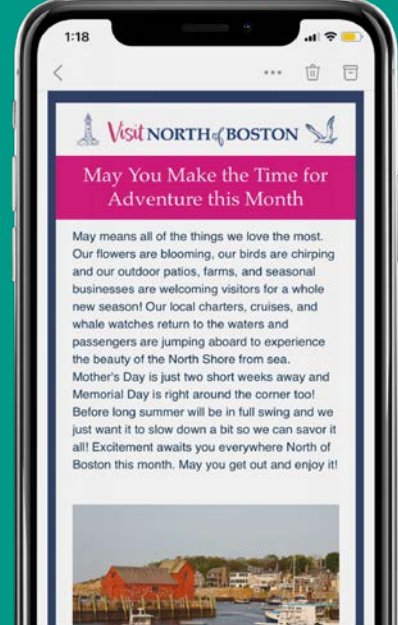 1:18
Visit NORTH of BOSTON
May You Make the Time for
Adventure this Month
May means all of the things we love the most.
Our flowers are blooming, our birds are chirping
and our outdoor patios, farms, and seasonal
businesses are welcoming visitors for a whole
new season! Our local charters, cruises, and
whale watches return to the waters and
passengers are jumping aboard to experience
the beauty of the North Shore from sea.
Mother's Day is just two short weeks away and
Memorial Day is right around the corner too!
Before long summer will be in full swing and we
just want it to slow down a bit so we can savor it
all! Excitement awaits you everywhere North of
Boston this month. May you get out and enjoy it!